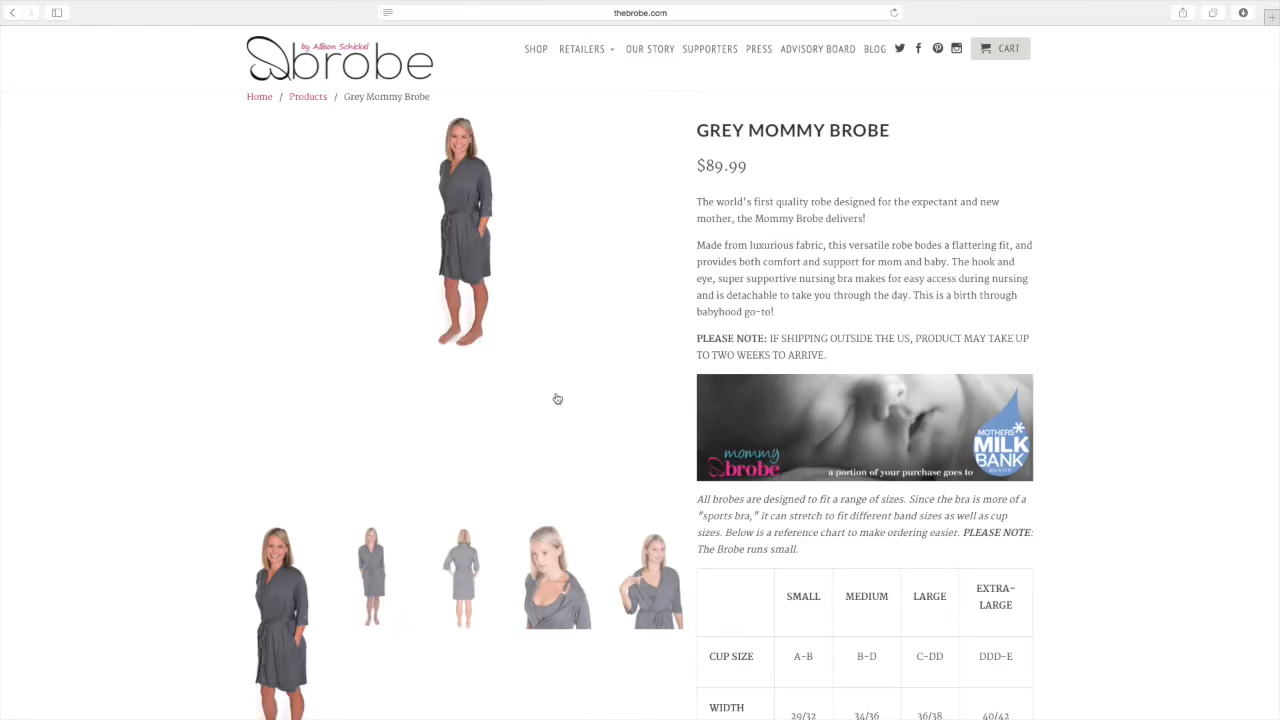 thebrobe.com
by Allison Schickel
brobe
SHOP RETAILERS OUR STORY SUPPORTERS PRESS ADVISORY BOARD BLOG CART
Home / Products / Grey Mommy Brobe
GREY MOMMY BROBE
$89.99
The world's first quality robe designed for the expectant and new
mother, the Mommy Brobe delivers!
Made from luxurious fabric, this versatile robe bodes a flattering fit, and
provides both comfort and support for mom and baby. The hook and
eye, super supportive nursing bra makes for easy access during nursing
and is detachable to take you through the day. This is a birth through
babyhood go-to!
PLEASE NOTE: IF SHIPPING OUTSIDE THE US, PRODUCT MAY TAKE UP
TO TWO WEEKS TO ARRIVE.
mommy
brobe
a portion of your purchase goes to
MOTHERS'
MILK
BANK
All brobes are designed to fit a range of sizes. Since the bra is more of a
"sports bra," it can stretch to fit different band sizes as well as cup
sizes. Below is a reference chart to make ordering easier. PLEASE NOTE:
The Brobe runs small.
SMALL MEDIUM LARGE EXTRA-
LARGE
CUP SIZE A-B B-D C-DD DDD-E
WIDTH
29/32 34/36 36/38 40/42